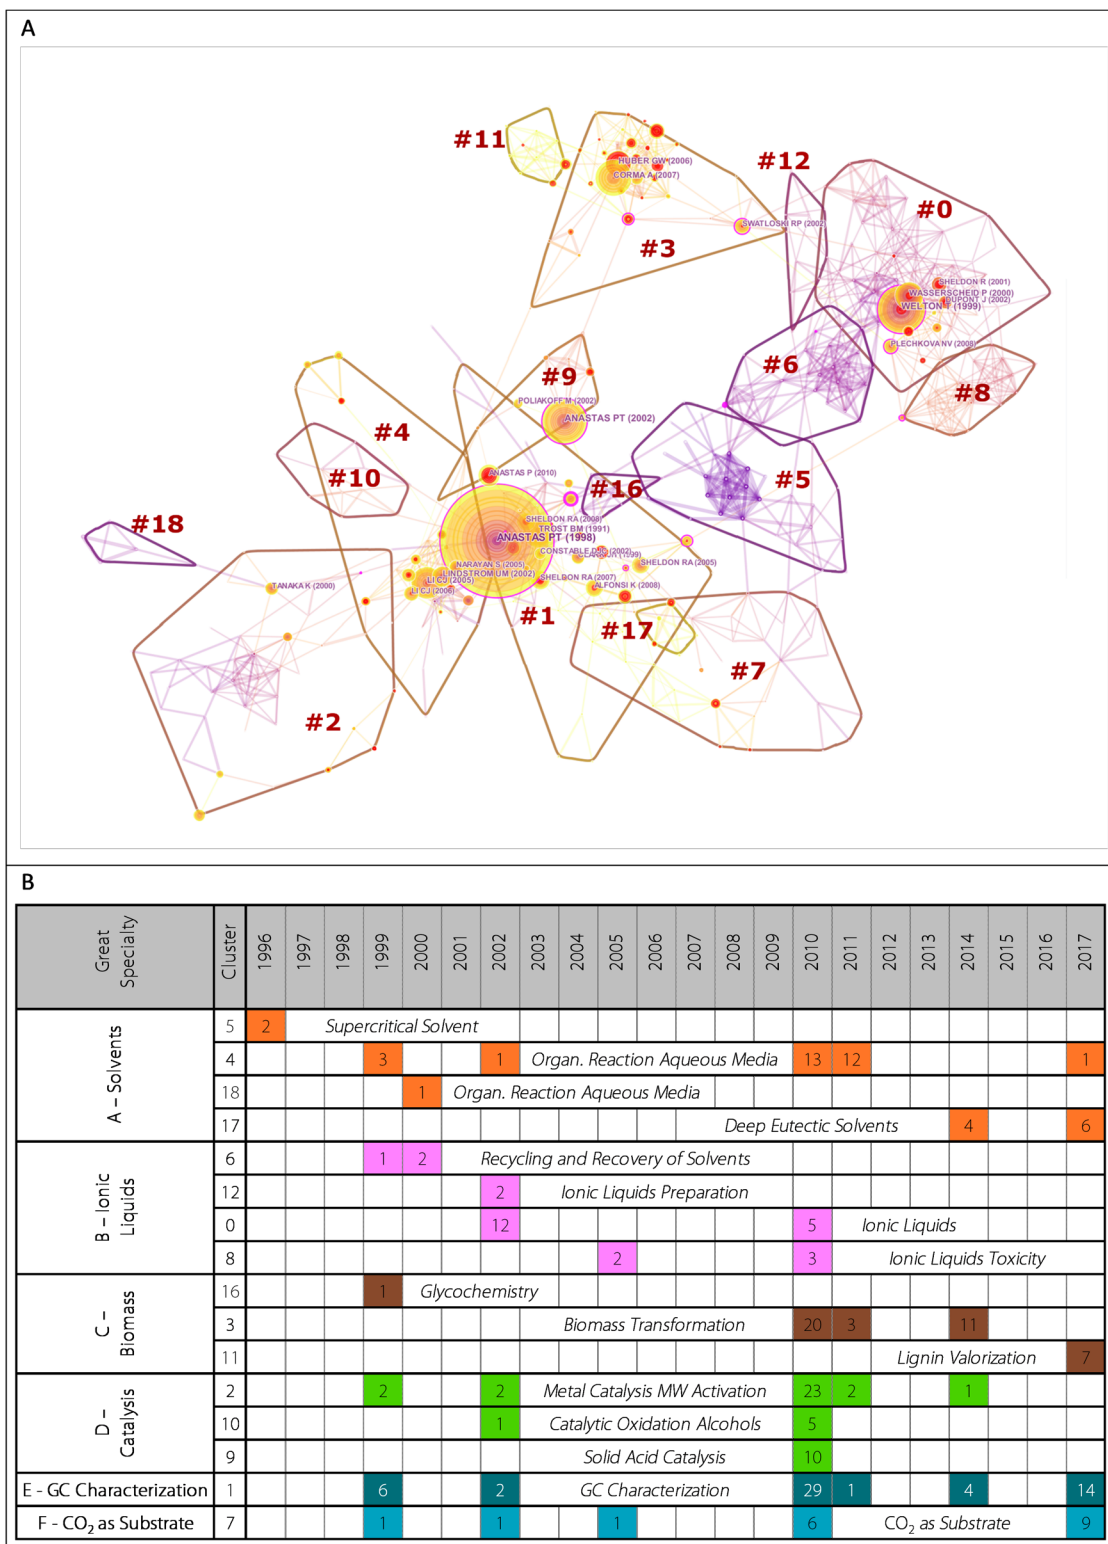 A
#11
#12
HUBER GW (2006)
CORMA A (2007)
#0
SWATLOSKI RP (2002)
#3
SHELDON R (2001)
WASSERSCHEID P (2000)
DUPONT J (2002)
WELTON T (1999)
PLECHKOVA NV (2008)
#6
#9
#8
POLIAKOFF M (2002)
ANASTAS PT (2002)
#4
#10
ANASTAS P (2010)
#5
#16
#18
SHELDON RA (2008)
TROST BM (1991)
ANASTAS PT (1998)
CONSTABLE (2002)
(1999)
NARAYAN S (2005)
SHELDON RA (2005)
LINDSTROM UM (2002)
LI CJ (2005)
SHELDON RA (2007)
TANAKA K (2000)
ALFONSI K (2008)
LI CJ (2006)
#1
#17
#7
#2
B
Great Specialty Cluster 1996 1997 1998 1999 2000 2001 2002 2003 2004 2005 2006 2007 2008 2009 2010 2011 2012 2013 2014 2015 2016 2017
A – Solvents
5 2 Supercritical Solvent
4 3 1 Organ. Reaction Aqueous Media 13 12 1
18 1 Organ. Reaction Aqueous Media
17 Deep Eutectic Solvents 4 6
B – Ionic Liquids
6 1 2 Recycling and Recovery of Solvents
12 2 Ionic Liquids Preparation
0 12 5 Ionic Liquids
8 2 3 Ionic Liquids Toxicity
C – Biomass
16 1 Glycochemistry
3 Biomass Transformation 20 3 11
11 Lignin Valorization 7
D – Catalysis
2 2 2 Metal Catalysis MW Activation 23 2 1
10 1 Catalytic Oxidation Alcohols 5
9 Solid Acid Catalysis 10
E - GC Characterization 1 6 2 GC Characterization 29 1 4 14
F - CO₂ as Substrate 7 1 1 1 6 CO₂ as Substrate 9